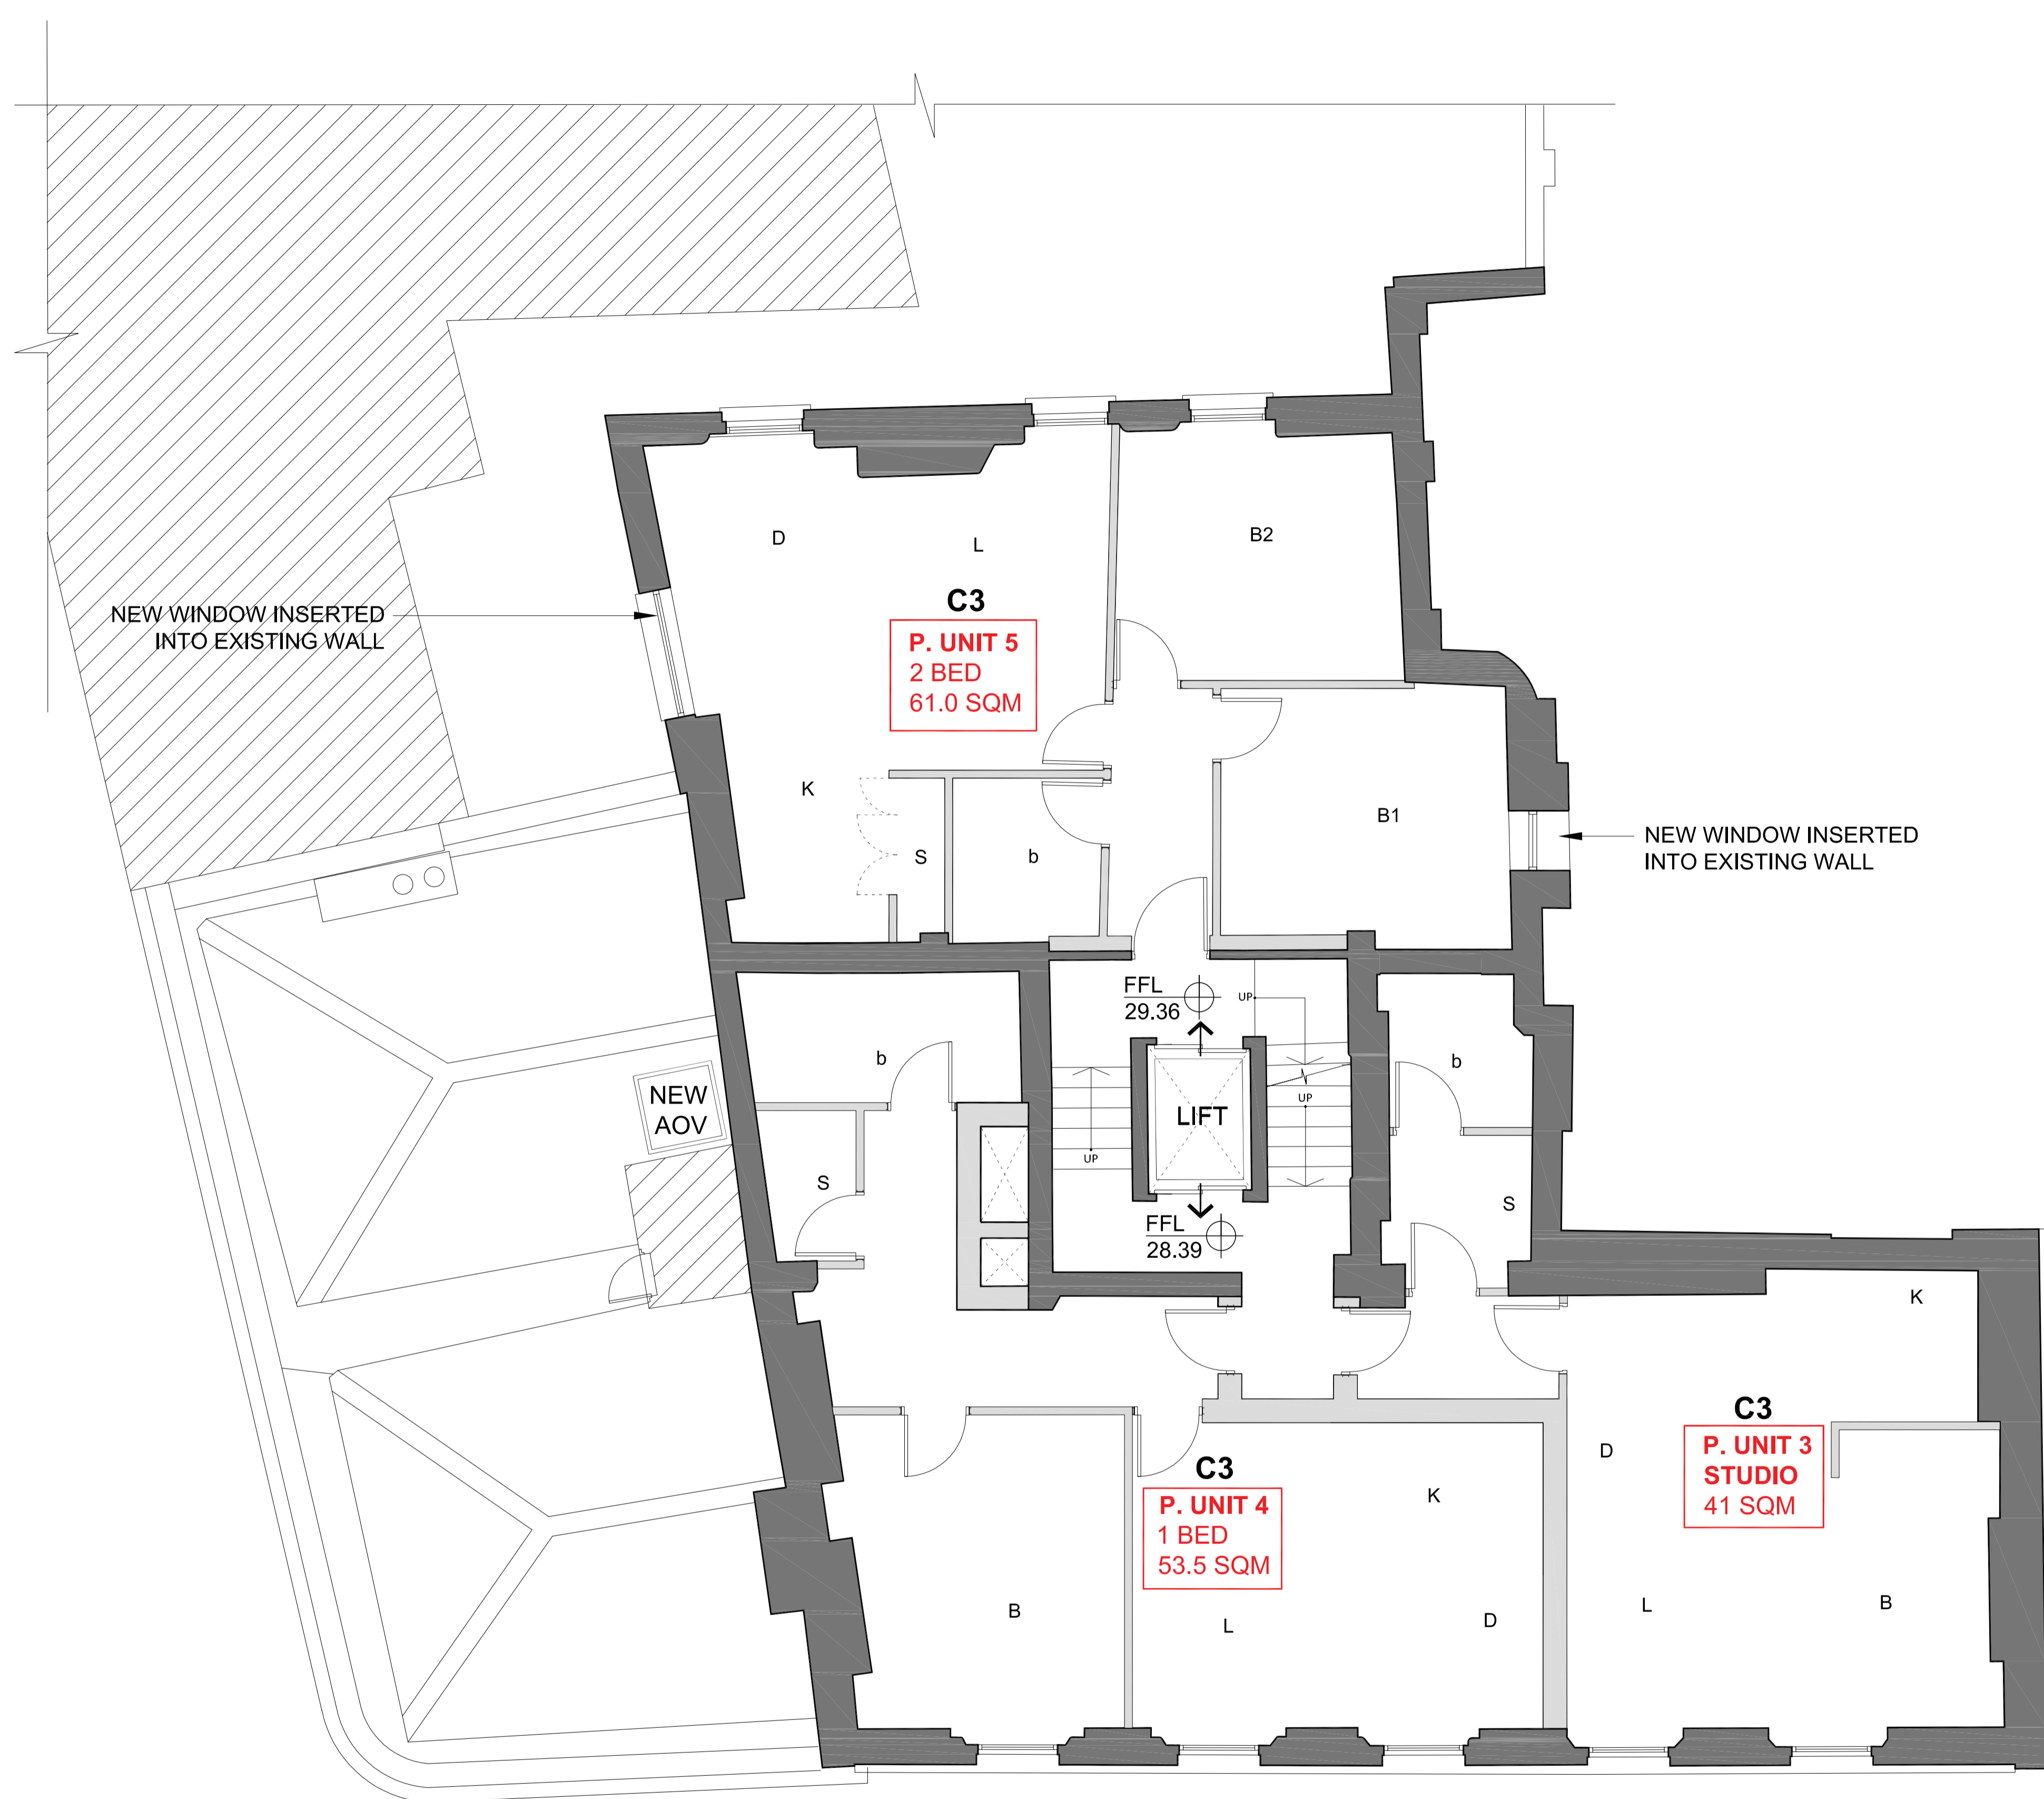 D
L
B2
C3
NEW WINDOW INSERTED
INTO EXISTING WALL
P. UNIT 5
2 BED
61.0 SQM
K
S
b
B1
NEW WINDOW INSERTED
INTO EXISTING WALL
FFL
29.36
UP
b
NEW
AOV
LIFT
UP
UP
b
S
S
FFL
28.39
K
C3
P. UNIT 3
STUDIO
41 SQM
D
C3
P. UNIT 4
1 BED
53.5 SQM
K
B
L
D
L
B